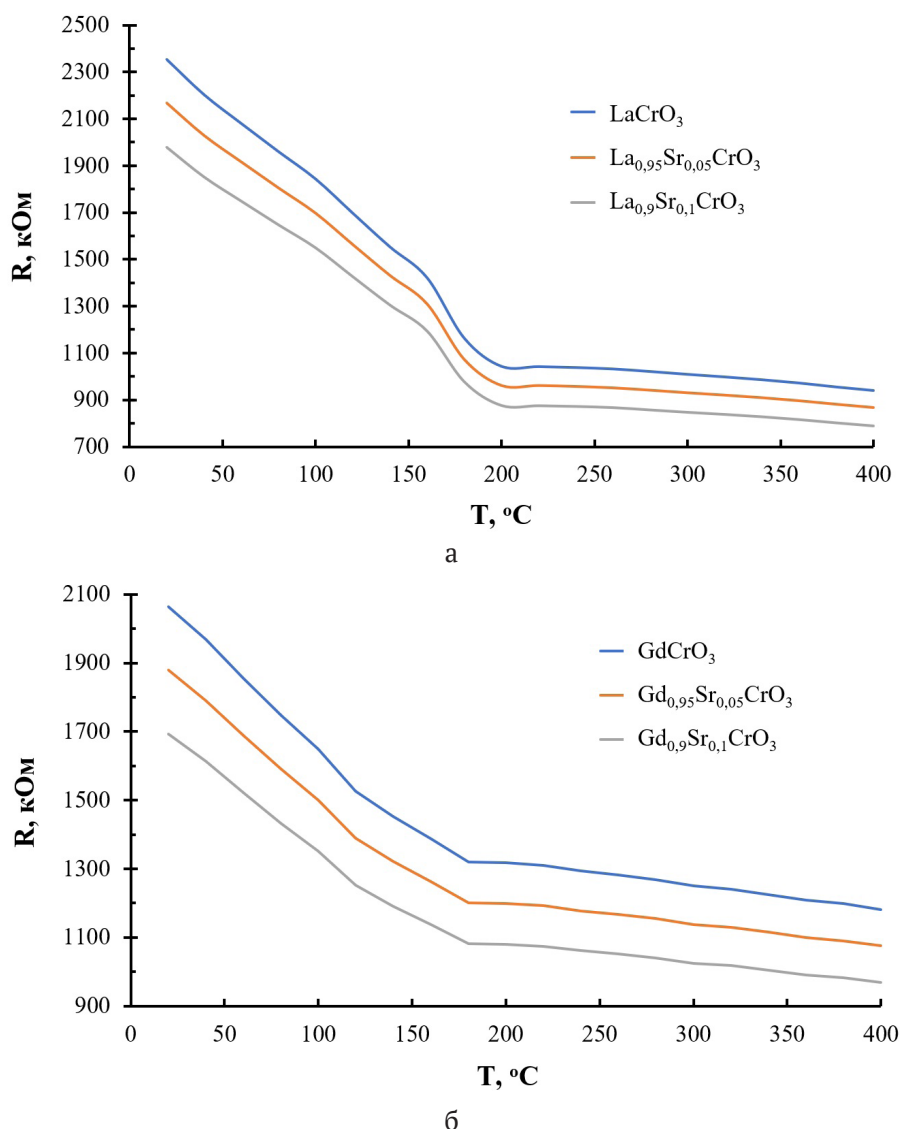 2500
2300
2100
1900
1700
1500
1300
1100
900
700
R, кОм
LaCrO₃
La₀,₉₅Sr₀,₀₅CrO₃
La₀,₉Sr₀,₁CrO₃
0 50 100 150 200 250 300 350 400
T, ᵒC
а
2100
1900
1700
1500
1300
1100
900
R, кОм
GdCrO₃
Gd₀,₉₅Sr₀,₀₅CrO₃
Gd₀,₉Sr₀,₁CrO₃
0 50 100 150 200 250 300 350 400
T, ᵒC
б